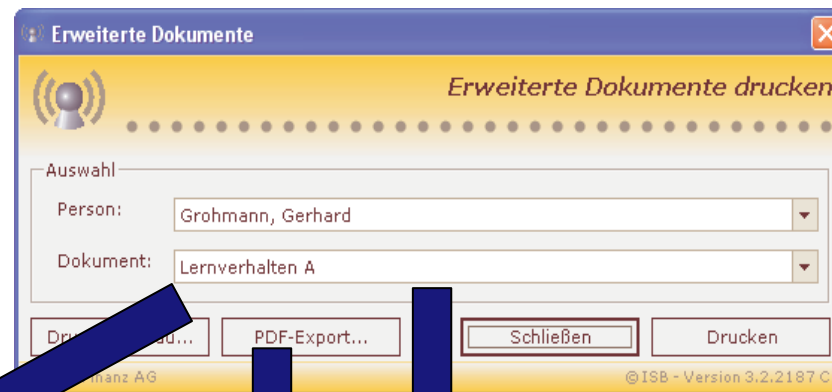 Erweiterte Dokumente
Erweiterte Dokumente drucken
Auswahl
Person: Grohmann, Gerhard
Dokument: Lernverhalten A
PDF-Export... Schließen Drucken
AG ©ISB - Version 3.2.2187 C